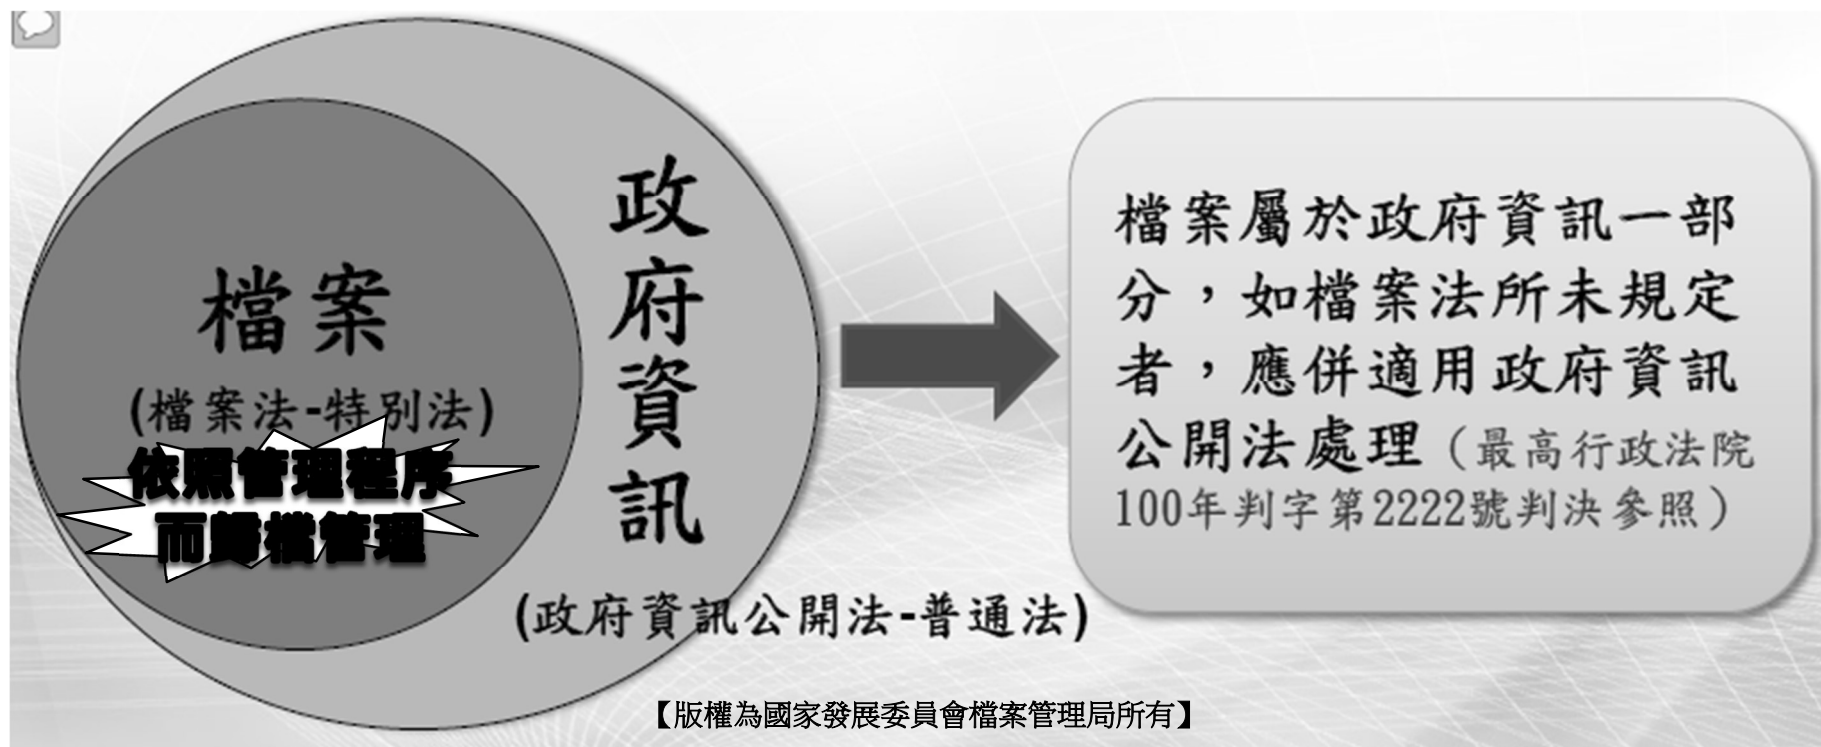 檔案
(檔案法-特別法)
依照管理程序
而歸檔管理
政府資訊
(政府資訊公開法-普通法)
檔案屬於政府資訊一部
分，如檔案法所未規定
者，應併適用政府資訊
公開法處理（最高行政法院
100年判字第2222號判決參照）
【版權為國家發展委員會檔案管理局所有】